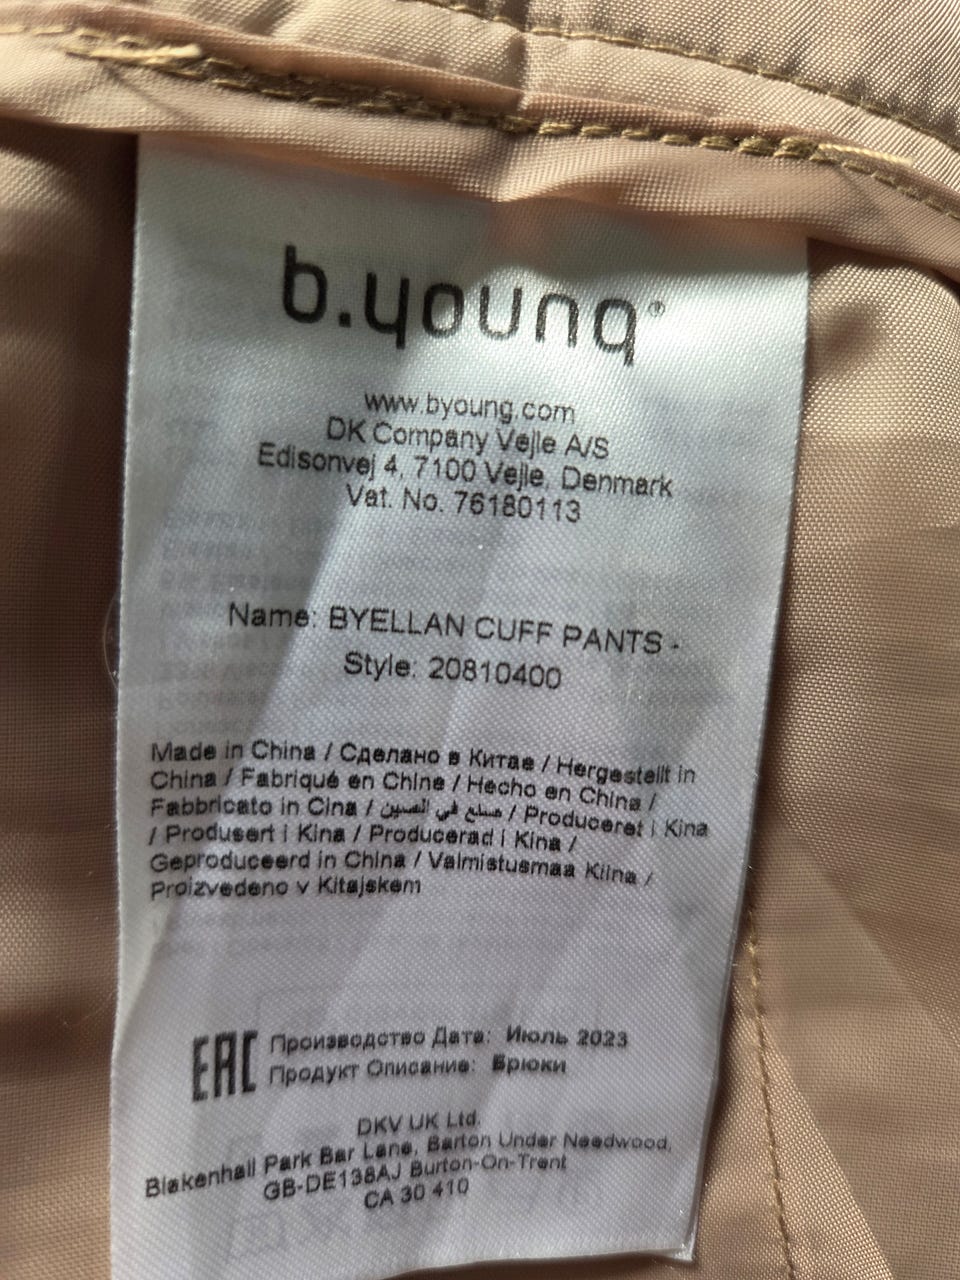 b.young®
www.byoung.com
DK Company Vejle A/S
Edisonvej 4, 7100 Vejle, Denmark
Vat. No. 76180113
Name: BYELLAN CUFF PANTS -
Style: 20810400
Made in China / Сделано в Китае / Hergestellt in
China / Fabriqué en Chine / Hecho en China /
Fabbricato in Cina / صنع في الصين / Produceret i Kina
/ Produsert i Kina / Producerad i Kina /
Geproduceerd in China / Valmistusmaa Kiina /
Proizvedeno v Kitajskem
EAC Производство Дата: Июль 2023
Продукт Описание: Брюки
DKV UK Ltd.
Blakenhall Park Bar Lane, Barton Under Needwood,
GB-DE138AJ Burton-On-Trent
CA 30 410